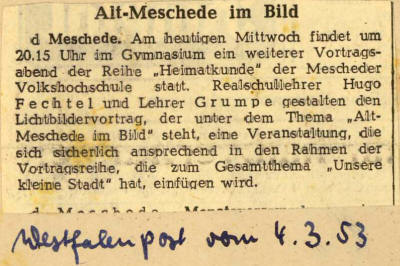 Alt-Meschede im Bild
d Meschede. Am heutigen Mittwoch findet um
20.15 Uhr im Gymnasium ein weiterer Vortrags-
abend der Reihe „Heimatkunde" der Mescheder
Volkshochschule statt. Realschullehrer Hugo
Fechtel und Lehrer Grumpe gestalten den
Lichtbildervortrag, der unter dem Thema „Alt-
Meschede im Bild" steht, eine Veranstaltung, die
sich sicherlich ansprechend in den Rahmen der
Vortragsreihe, die zum Gesamtthema „Unsere
kleine Stadt" hat, einfügen wird.
d Meschede.
Westfalenpost vom 4.3.53